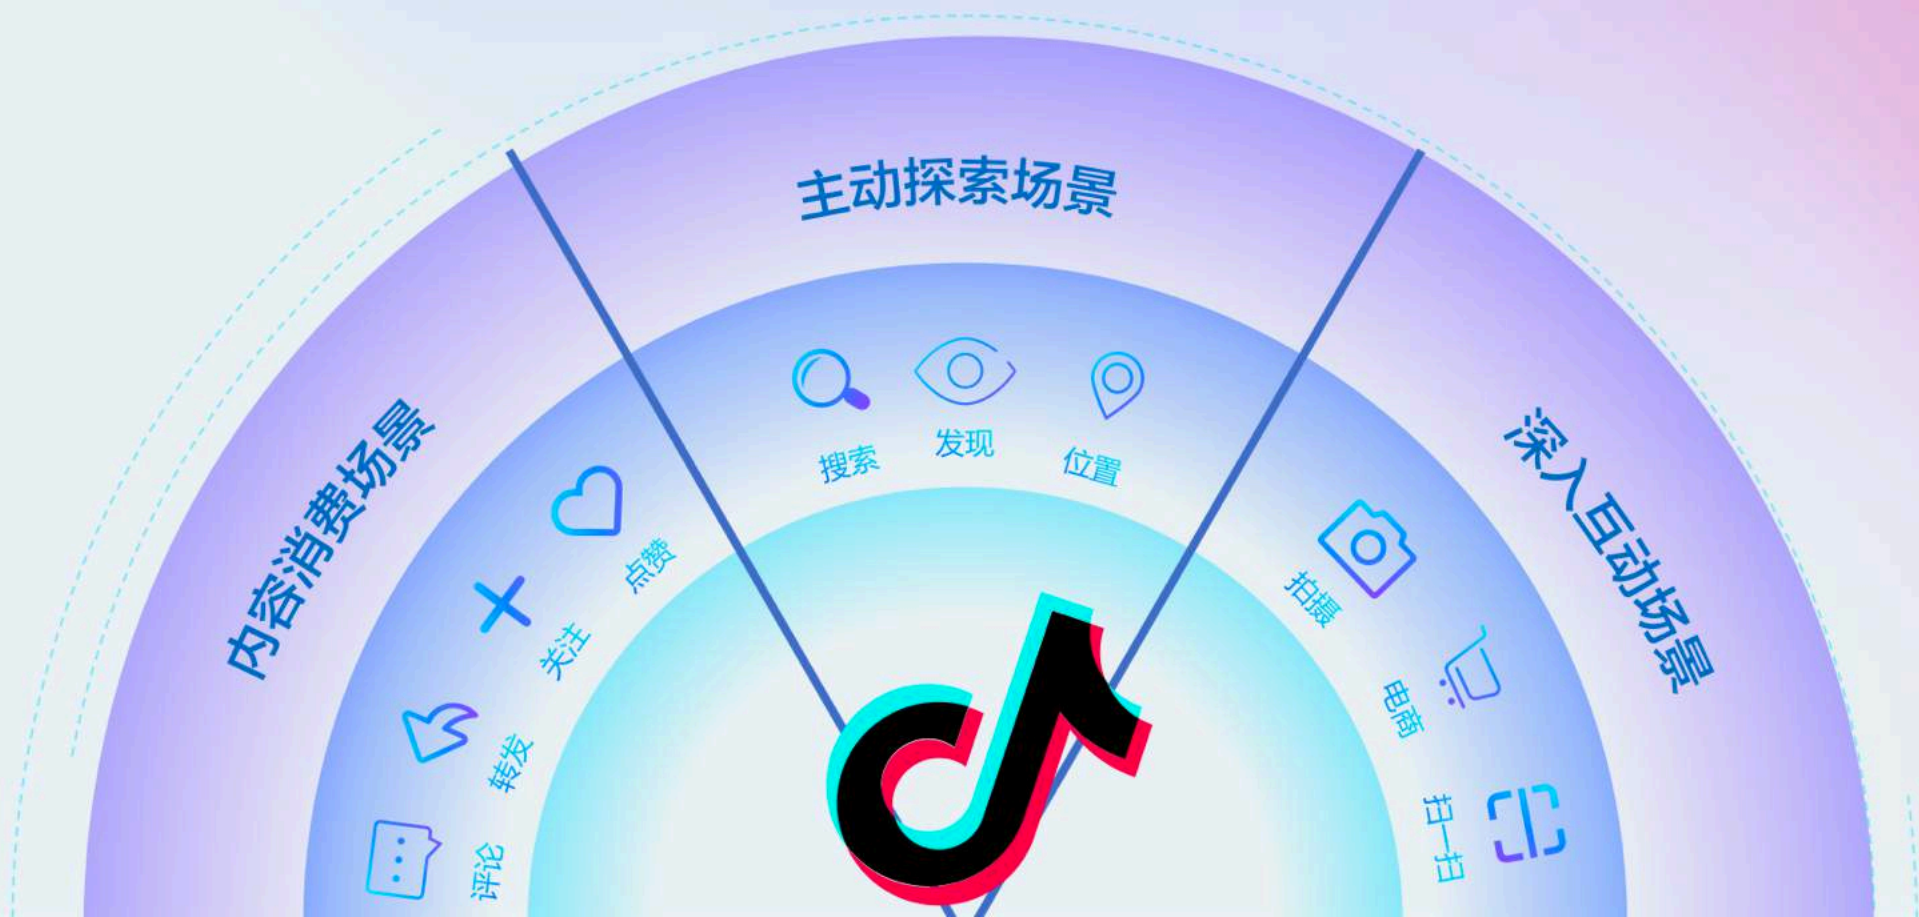 主动探索场景
搜索
发现
位置
内容消费场景
点赞
关注
转发
评论
深入互动场景
拍摄
电商
扫一扫